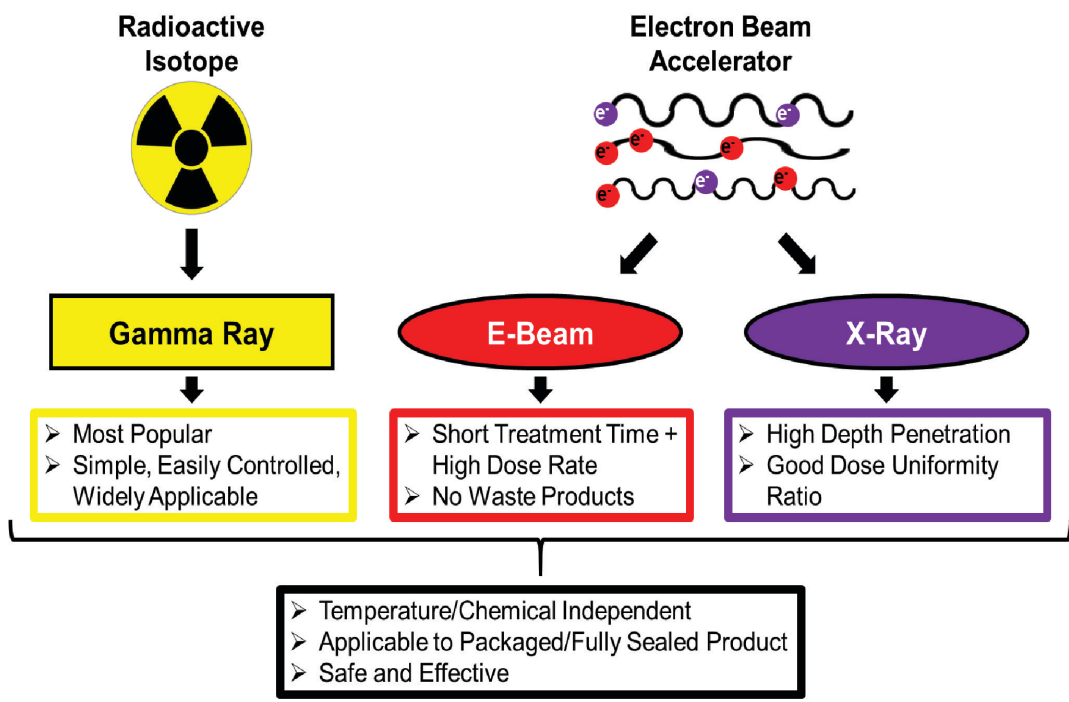 Radioactive
Isotope
Electron Beam
Accelerator
e-
e-
e-
e-
e-
e-
e-
e-
Gamma Ray
E-Beam
X-Ray
➢ Most Popular
➢ Simple, Easily Controlled,
Widely Applicable
➢ Short Treatment Time +
High Dose Rate
➢ No Waste Products
➢ High Depth Penetration
➢ Good Dose Uniformity
Ratio
➢ Temperature/Chemical Independent
➢ Applicable to Packaged/Fully Sealed Product
➢ Safe and Effective